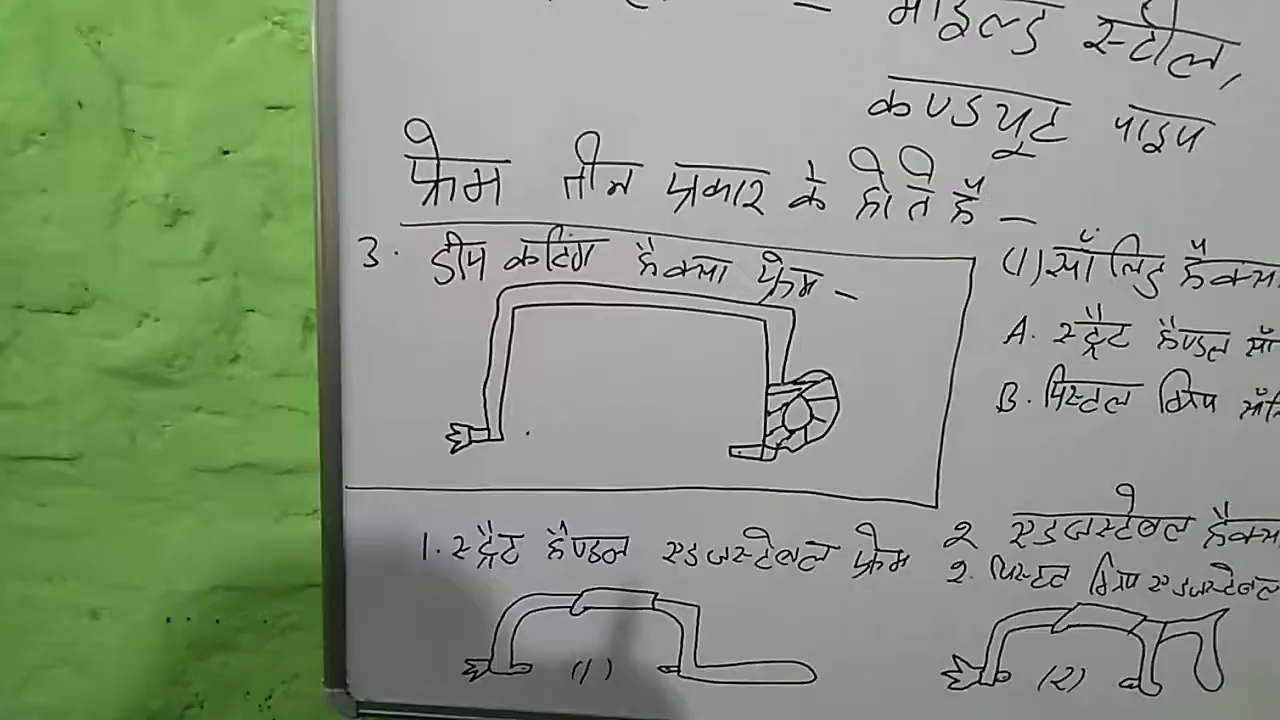 माइल्ड स्टील,
कण्डयूट पाइप
फ्रेम तीन प्रकार के होते हैं –
3. डीप कटिंग हैक्सा फ्रेम –
(1) सॉलिड हैक्सा
A. स्ट्रैट हैण्डल सॉ
B. पिस्टल ग्रिप सॉ
2 एडजस्टेबल हैक्सा
1. स्ट्रैट हैण्डल एडजस्टेबल फ्रेम
2. पिस्टल ग्रिप एडजस्टेबल
(1)
(2)